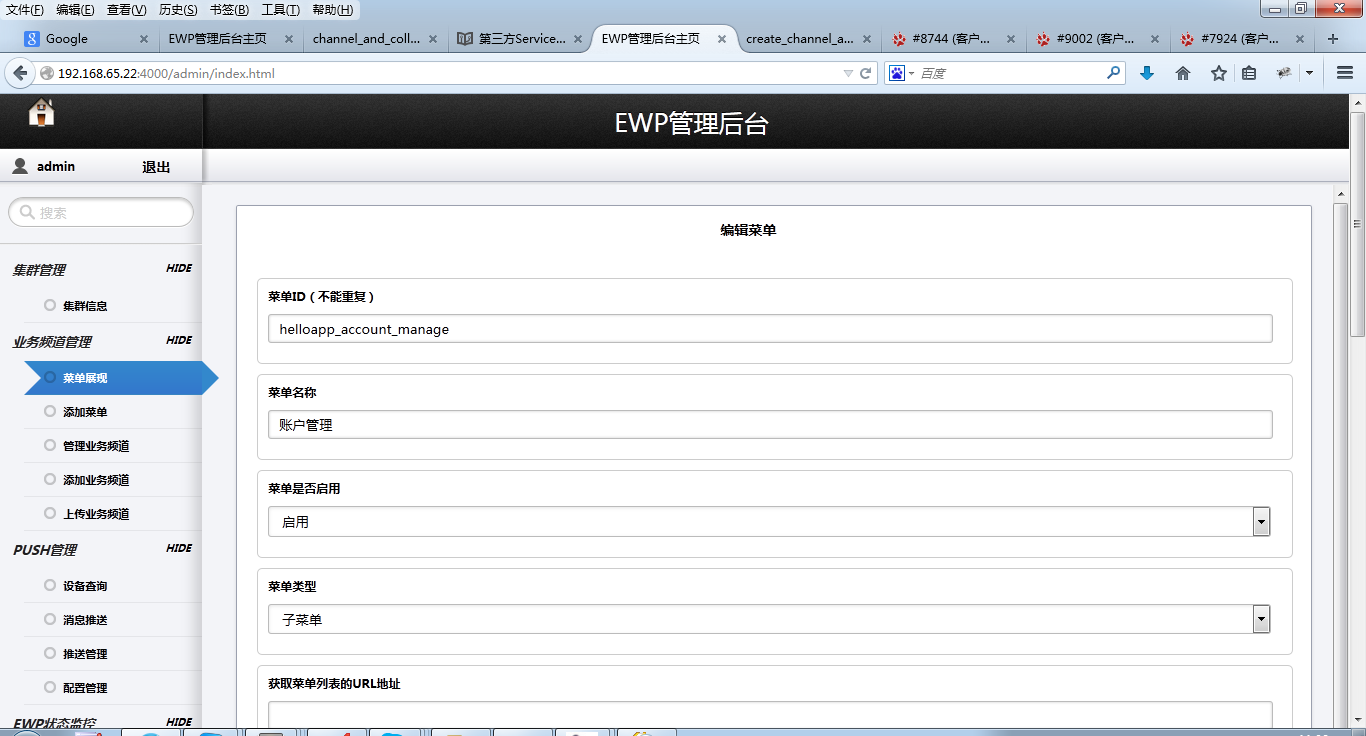 文件(F) 编辑(E) 查看(V) 历史(S) 书签(B) 工具(T) 帮助(H)
Google EWP管理后台主页 channel_and_coll... 第三方Service... EWP管理后台主页 create_channel_a... #8744 (客户... #9002 (客户... #7924 (客户...
192.168.65.22:4000/admin/index.html 百度
EWP管理后台
admin 退出
搜索
集群管理 HIDE
集群信息
业务频道管理 HIDE
菜单展现
添加菜单
管理业务频道
添加业务频道
上传业务频道
PUSH管理 HIDE
设备查询
消息推送
推送管理
配置管理
EWP状态监控 HIDE
编辑菜单
菜单ID（不能重复）
helloapp_account_manage
菜单名称
账户管理
菜单是否启用
启用
菜单类型
子菜单
获取菜单列表的URL地址